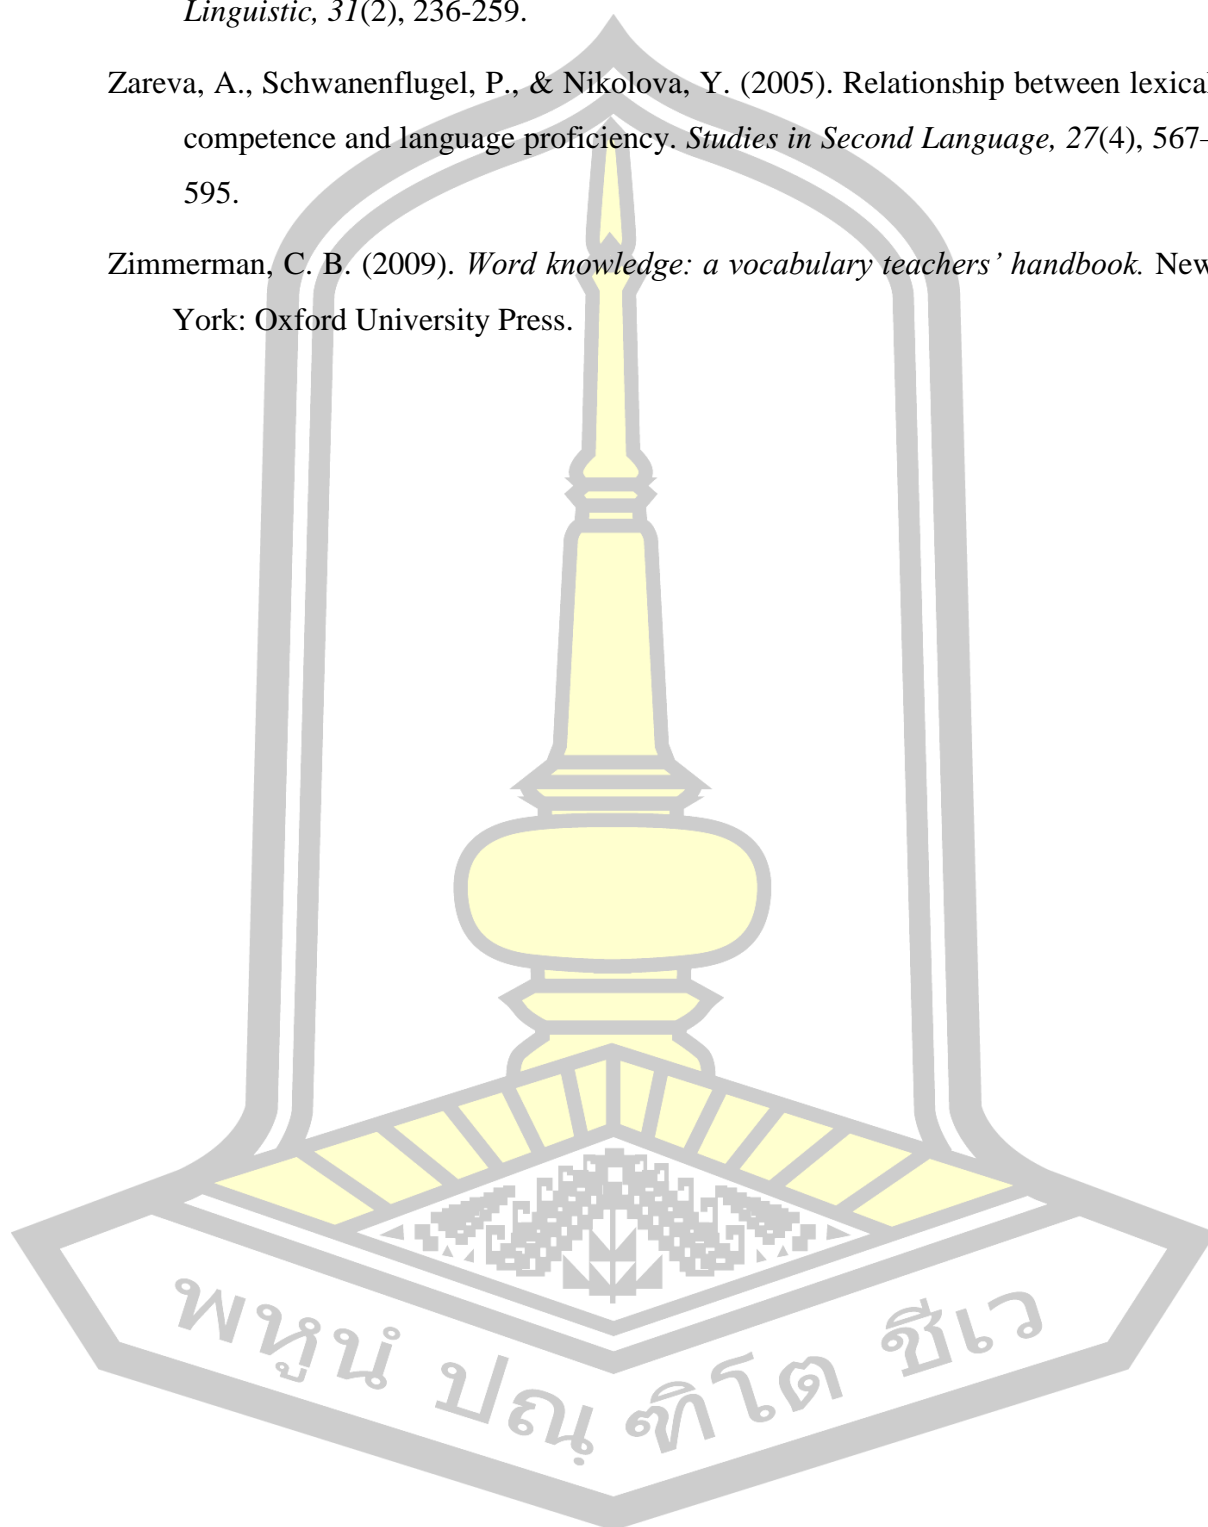 Linguistic, 31(2), 236-259.
Zareva, A., Schwanenflugel, P., & Nikolova, Y. (2005). Relationship between lexical
competence and language proficiency. Studies in Second Language, 27(4), 567–
595.
Zimmerman, C. B. (2009). Word knowledge: a vocabulary teachers’ handbook. New
York: Oxford University Press.
พหูนํ ปณฺฑิโต ชีเว